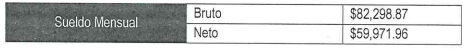 Sueldo Mensual
Bruto $82,298.87
Neto $59,971.96